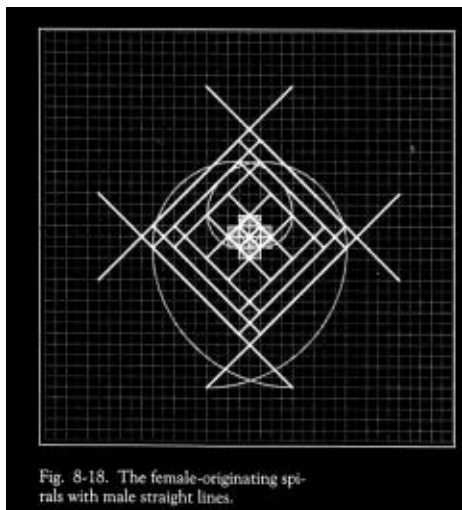 Fig. 8-18. The female-originating spi-
rals with male straight lines.